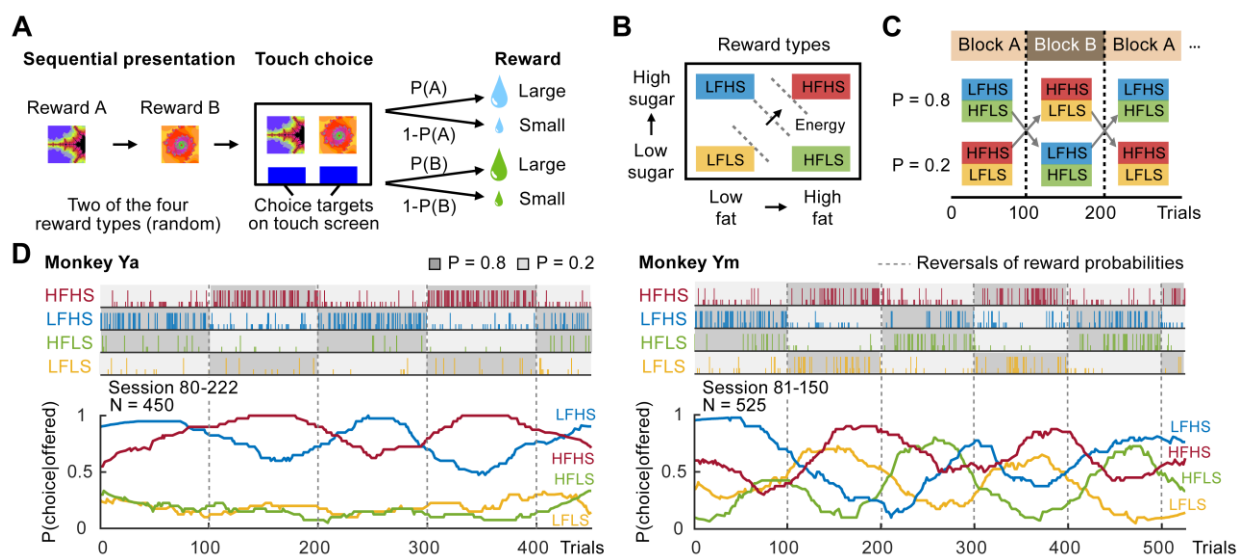 A
Sequential presentation
Touch choice
Reward
Reward A
Reward B
P(A)
Large
1-P(A)
Small
P(B)
Large
1-P(B)
Small
Two of the four
reward types (random)
Choice targets
on touch screen
B
Reward types
High
sugar
Low
sugar
LFHS
HFHS
Energy
LFLS
HFLS
Low
fat
High
fat
C
Block A
Block B
Block A
...
P = 0.8
LFHS
HFLS
HFHS
LFLS
LFHS
HFLS
P = 0.2
HFHS
LFLS
LFHS
HFLS
HFHS
LFLS
0
100
200
Trials
D
Monkey Ya
P = 0.8
P = 0.2
HFHS
LFHS
HFLS
LFLS
Session 80-222
N = 450
P(choice|offered)
1
0.5
0
LFHS
HFHS
HFLS
LFLS
0
100
200
300
400
Trials
Monkey Ym
Reversals of reward probabilities
HFHS
LFHS
HFLS
LFLS
Session 81-150
N = 525
P(choice|offered)
1
0.5
0
LFHS
HFHS
HFLS
LFLS
0
100
200
300
400
500
Trials